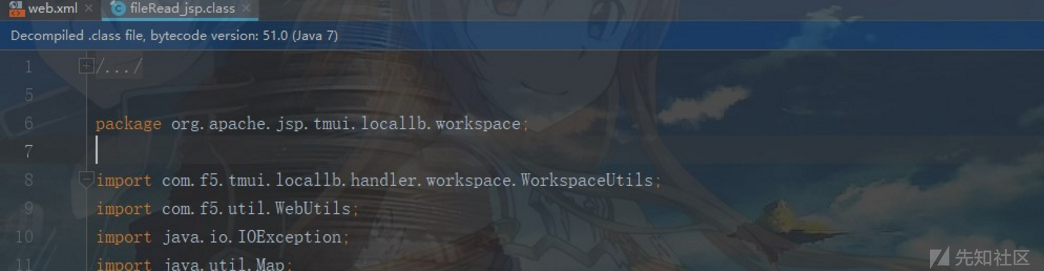 web.xml fileRead_jsp.class
Decompiled .class file, bytecode version: 51.0 (Java 7)
1 /.../
5
6 package org.apache.jsp.tmui.locallb.workspace;
7
8 import com.f5.tmui.locallb.handler.workspace.WorkspaceUtils;
9 import com.f5.util.WebUtils;
10 import java.io.IOException;
11 import java.util.Map;
先知社区